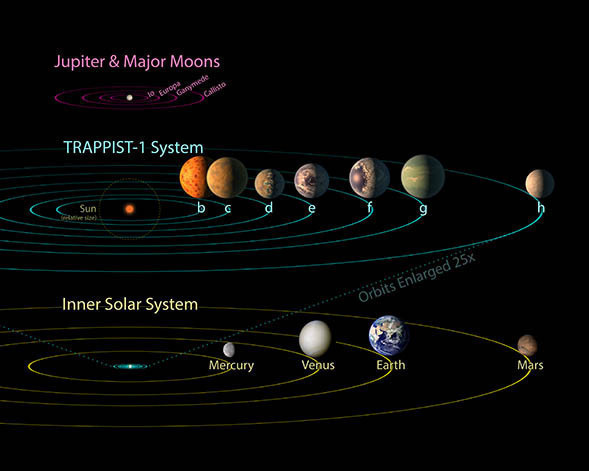 Jupiter & Major Moons
Io
Europa
Ganymede
Callisto
TRAPPIST-1 System
Sun
(relative size)
b
c
d
e
f
g
h
Orbits Enlarged 25x
Inner Solar System
Mercury
Venus
Earth
Mars